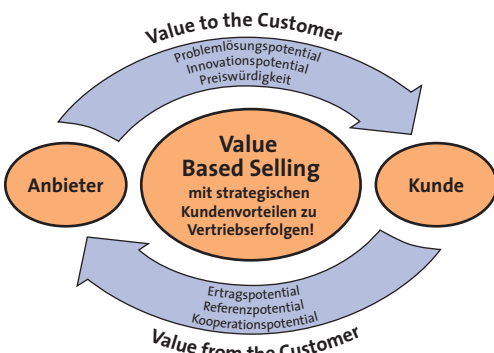 Value to the Customer
Problemlösungspotential
Innovationspotential
Preiswürdigkeit
Anbieter
Value
Based Selling
mit strategischen
Kundenvorteilen zu
Vertriebserfolgen!
Kunde
Ertragspotential
Referenzpotential
Kooperationspotential
Value from the Customer